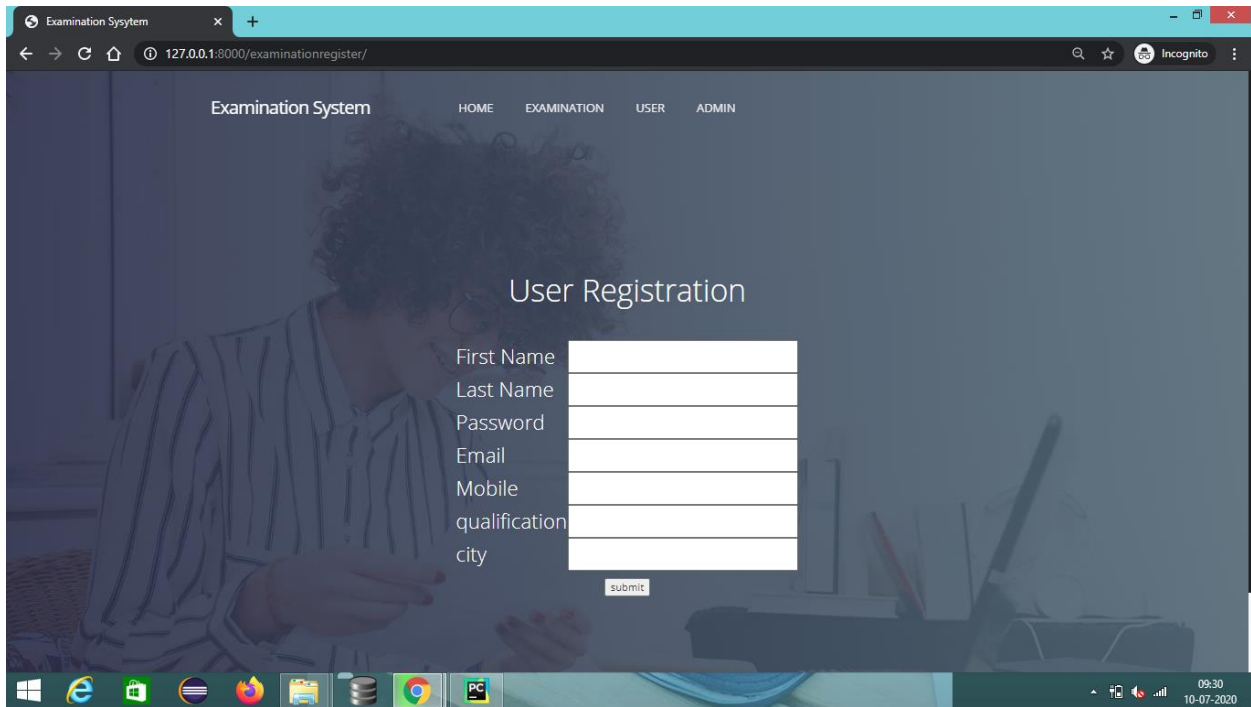 Examination Sysytem
127.0.0.1:8000/examinationregister/
Incognito
Examination System HOME EXAMINATION USER ADMIN
User Registration
First Name
Last Name
Password
Email
Mobile
qualification
city
submit
PC
09:30
10-07-2020